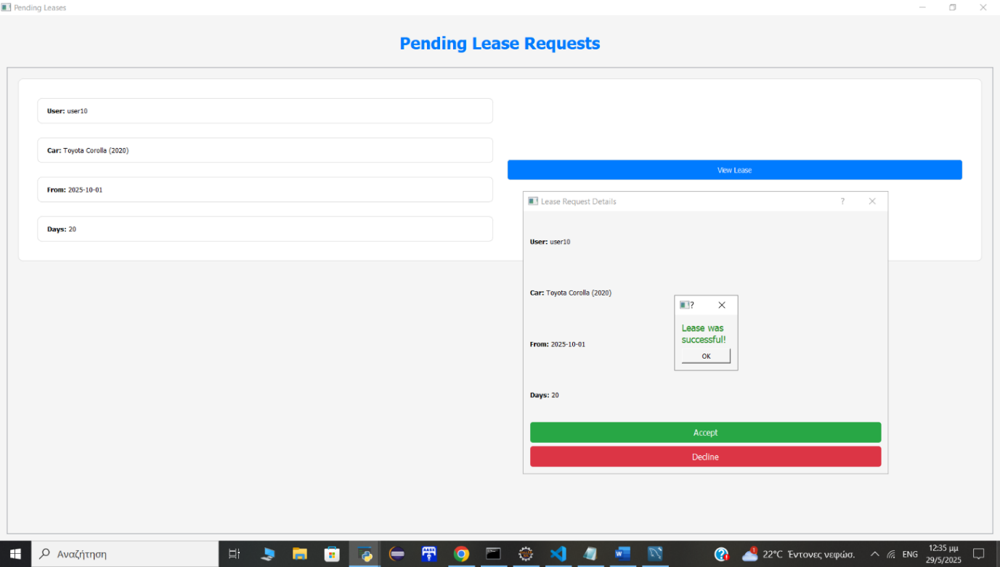 Pending Leases
Pending Lease Requests
User: user10
Car: Toyota Corolla (2020)
From: 2025-10-01
Days: 20
View Lease
Lease Request Details
?
User: user10
Car: Toyota Corolla (2020)
From: 2025-10-01
Days: 20
?
Lease was
successful!
OK
Accept
Decline
Αναζήτηση
22°C Έντονες νεφώσ.
ENG
12:35 μμ
29/5/2025